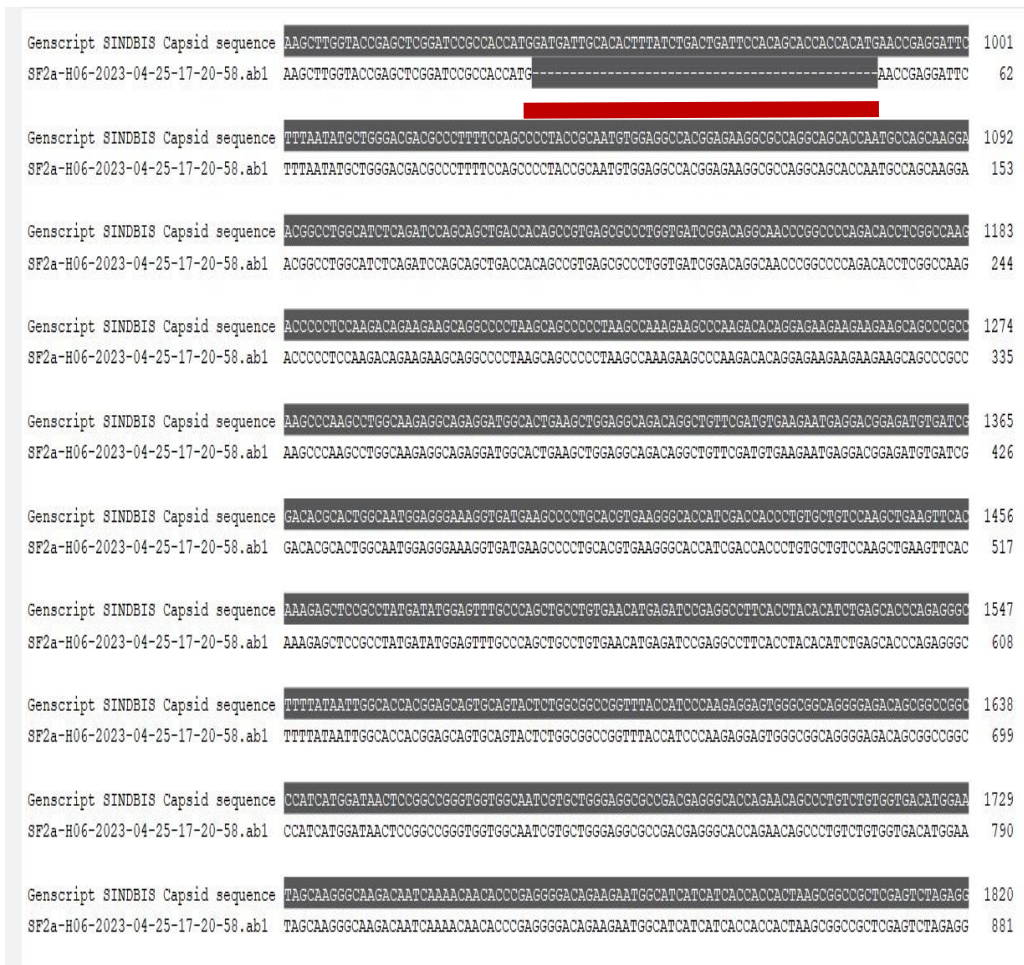 Genscript SINDBIS Capsid sequence AAGCTTGGTACCGAGCTCGGATCCGCCACCATGGATGATTGCACACTTTATCTGACTGATTCCACAGCACCACCACATGAACCGAGGATTC 1001
SF2a-H06-2023-04-25-17-20-58.ab1 AAGCTTGGTACCGAGCTCGGATCCGCCACCATG----------------------------------------------AACCGAGGATTC 62
Genscript SINDBIS Capsid sequence TTTAATATGCTGGGACGACGCCCTTTTCCAGCCCCTACCGCAATGTGGAGGCCACGGAGAAGGCGCCAGGCAGCACCAATGCCAGCAAGGA 1092
SF2a-H06-2023-04-25-17-20-58.ab1 TTTAATATGCTGGGACGACGCCCTTTTCCAGCCCCTACCGCAATGTGGAGGCCACGGAGAAGGCGCCAGGCAGCACCAATGCCAGCAAGGA 153
Genscript SINDBIS Capsid sequence ACGGCCTGGCATCTCAGATCCAGCAGCTGACCACAGCCGTGAGCGCCCTGGTGATCGGACAGGCAACCCGGCCCCAGACACCTCGGCCAAG 1183
SF2a-H06-2023-04-25-17-20-58.ab1 ACGGCCTGGCATCTCAGATCCAGCAGCTGACCACAGCCGTGAGCGCCCTGGTGATCGGACAGGCAACCCGGCCCCAGACACCTCGGCCAAG 244
Genscript SINDBIS Capsid sequence ACCCCCTCCAAGACAGAAGAAGCAGGCCCCTAAGCAGCCCCCTAAGCCAAAGAAGCCCAAGACACAGGAGAAGAAGAAGAAGCAGCCCGCC 1274
SF2a-H06-2023-04-25-17-20-58.ab1 ACCCCCTCCAAGACAGAAGAAGCAGGCCCCTAAGCAGCCCCCTAAGCCAAAGAAGCCCAAGACACAGGAGAAGAAGAAGAAGCAGCCCGCC 335
Genscript SINDBIS Capsid sequence AAGCCCAAGCCTGGCAAGAGGCAGAGGATGGCACTGAAGCTGGAGGCAGACAGGCTGTTCGATGTGAAGAATGAGGACGGAGATGTGATCG 1365
SF2a-H06-2023-04-25-17-20-58.ab1 AAGCCCAAGCCTGGCAAGAGGCAGAGGATGGCACTGAAGCTGGAGGCAGACAGGCTGTTCGATGTGAAGAATGAGGACGGAGATGTGATCG 426
Genscript SINDBIS Capsid sequence GACACGCACTGGCAATGGAGGGAAAGGTGATGAAGCCCCTGCACGTGAAGGGCACCATCGACCACCCTGTGCTGTCCAAGCTGAAGTTCAC 1456
SF2a-H06-2023-04-25-17-20-58.ab1 GACACGCACTGGCAATGGAGGGAAAGGTGATGAAGCCCCTGCACGTGAAGGGCACCATCGACCACCCTGTGCTGTCCAAGCTGAAGTTCAC 517
Genscript SINDBIS Capsid sequence AAAGAGCTCCGCCTATGATATGGAGTTTGCCCAGCTGCCTGTGAACATGAGATCCGAGGCCTTCACCTACACATCTGAGCACCCAGAGGGC 1547
SF2a-H06-2023-04-25-17-20-58.ab1 AAAGAGCTCCGCCTATGATATGGAGTTTGCCCAGCTGCCTGTGAACATGAGATCCGAGGCCTTCACCTACACATCTGAGCACCCAGAGGGC 608
Genscript SINDBIS Capsid sequence TTTTATAATTGGCACCACGGAGCAGTGCAGTACTCTGGCGGCCGGTTTACCATCCCAAGAGGAGTGGGCGGCAGGGGAGACAGCGGCCGGC 1638
SF2a-H06-2023-04-25-17-20-58.ab1 TTTTATAATTGGCACCACGGAGCAGTGCAGTACTCTGGCGGCCGGTTTACCATCCCAAGAGGAGTGGGCGGCAGGGGAGACAGCGGCCGGC 699
Genscript SINDBIS Capsid sequence CCATCATGGATAACTCCGGCCGGGTGGTGGCAATCGTGCTGGGAGGCGCCGACGAGGGCACCAGAACAGCCCTGTCTGTGGTGACATGGAA 1729
SF2a-H06-2023-04-25-17-20-58.ab1 CCATCATGGATAACTCCGGCCGGGTGGTGGCAATCGTGCTGGGAGGCGCCGACGAGGGCACCAGAACAGCCCTGTCTGTGGTGACATGGAA 790
Genscript SINDBIS Capsid sequence TAGCAAGGGCAAGACAATCAAAACAACACCCGAGGGGACAGAAGAATGGCATCATCATCACCACCACTAAGCGGCCGCTCGAGTCTAGAGG 1820
SF2a-H06-2023-04-25-17-20-58.ab1 TAGCAAGGGCAAGACAATCAAAACAACACCCGAGGGGACAGAAGAATGGCATCATCATCACCACCACTAAGCGGCCGCTCGAGTCTAGAGG 881